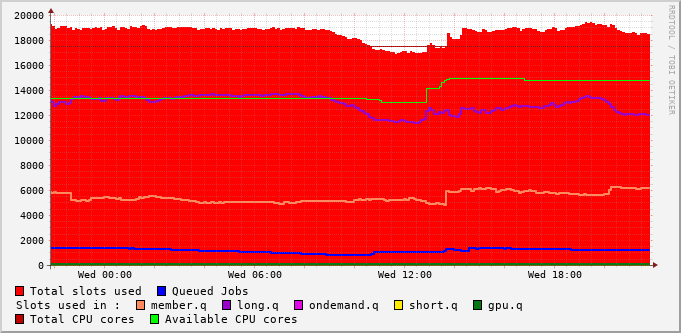 20000
18000
16000
14000
12000
10000
8000
6000
4000
2000
0
Wed 00:00 Wed 06:00 Wed 12:00 Wed 18:00
Total slots used Queued Jobs
Slots used in : member.q long.q ondemand.q short.q gpu.q
Total CPU cores Available CPU cores
RRDTOOL / TOBI OETIKER